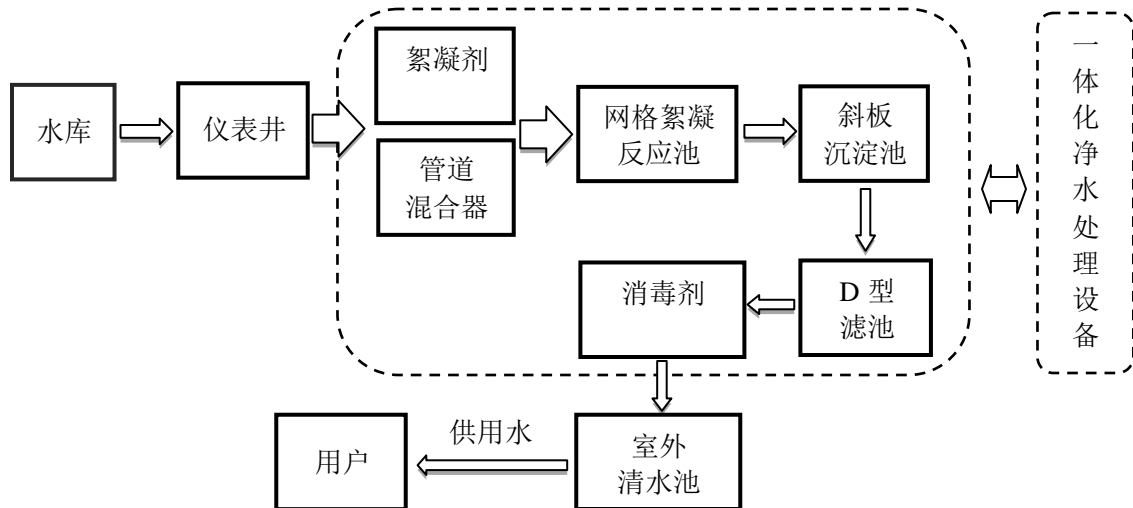 水库
仪表井
絮凝剂
管道
混合器
网格絮凝
反应池
斜板
沉淀池
D 型
滤池
消毒剂
室外
清水池
供用水
用户
一
体
化
净
水
处
理
设
备